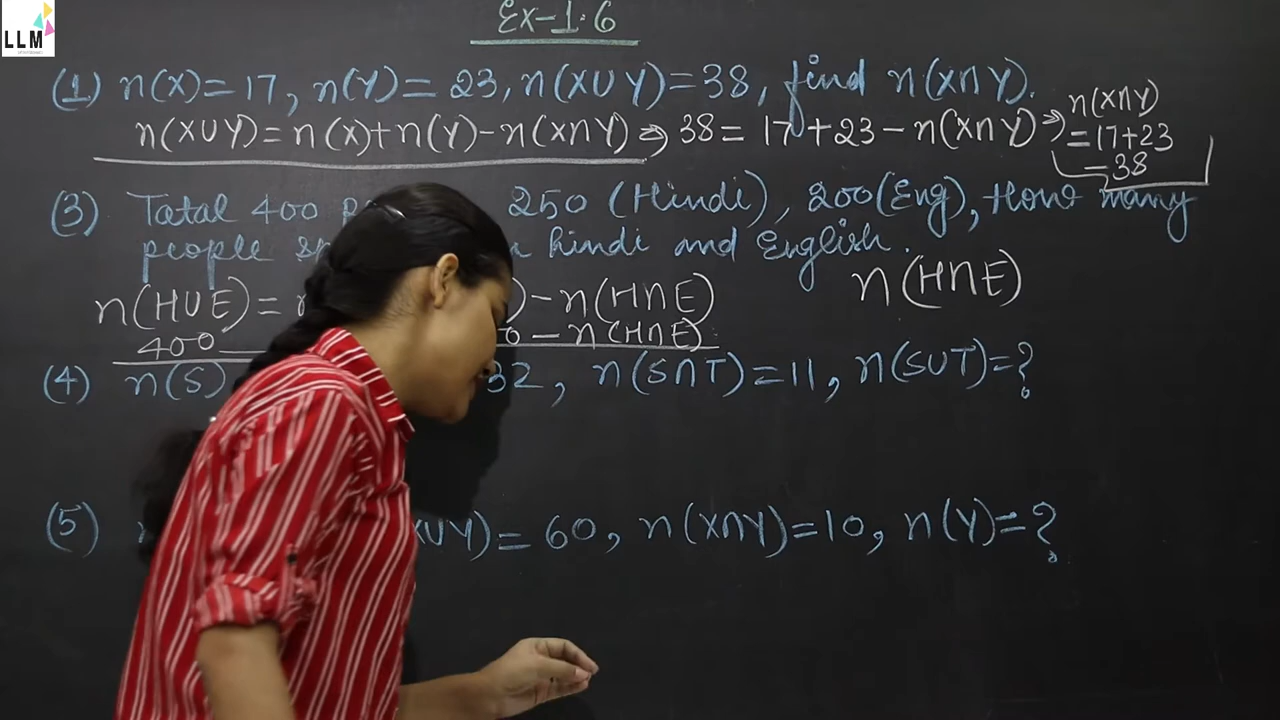 LLM
Ex-1.6
(1) n(X)=17, n(Y)=23, n(X∪Y)=38, find n(X∩Y).
n(X∪Y)=n(X)+n(Y)-n(X∩Y) ⇒ 38=17+23-n(X∩Y) ⇒ n(X∩Y)
=17+23
-38
(3) Total 400 250 (Hindi), 200(Eng), How many
people hindi and English.
n(H∪E)= )-n(H∩E) n(H∩E)
400 0-n(H∩E)
(4) n(S) 32, n(S∩T)=11, n(S∪T)=?
(5) X∪Y)=60, n(X∩Y)=10, n(Y)=?